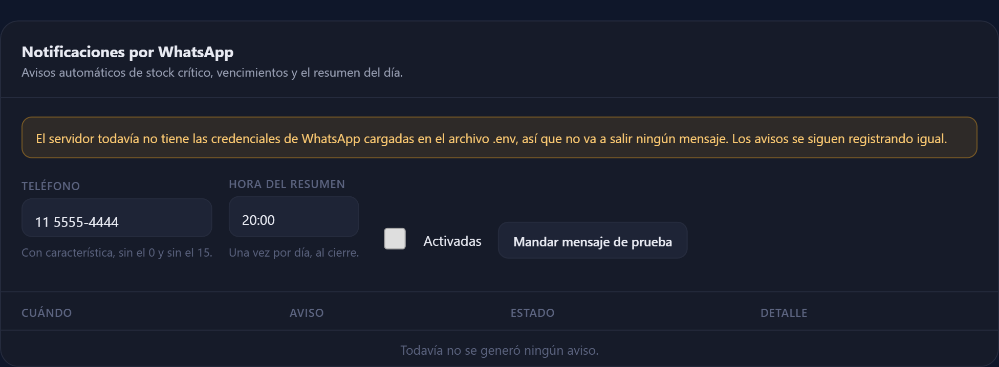 Notificaciones por WhatsApp
Avisos automáticos de stock crítico, vencimientos y el resumen del día.
El servidor todavía no tiene las credenciales de WhatsApp cargadas en el archivo .env, así que no va a salir ningún mensaje. Los avisos se siguen registrando igual.
TELÉFONO
11 5555-4444
Con característica, sin el 0 y sin el 15.
HORA DEL RESUMEN
20:00
Una vez por día, al cierre.
Activadas
Mandar mensaje de prueba
CUÁNDO AVISO ESTADO DETALLE
Todavía no se generó ningún aviso.